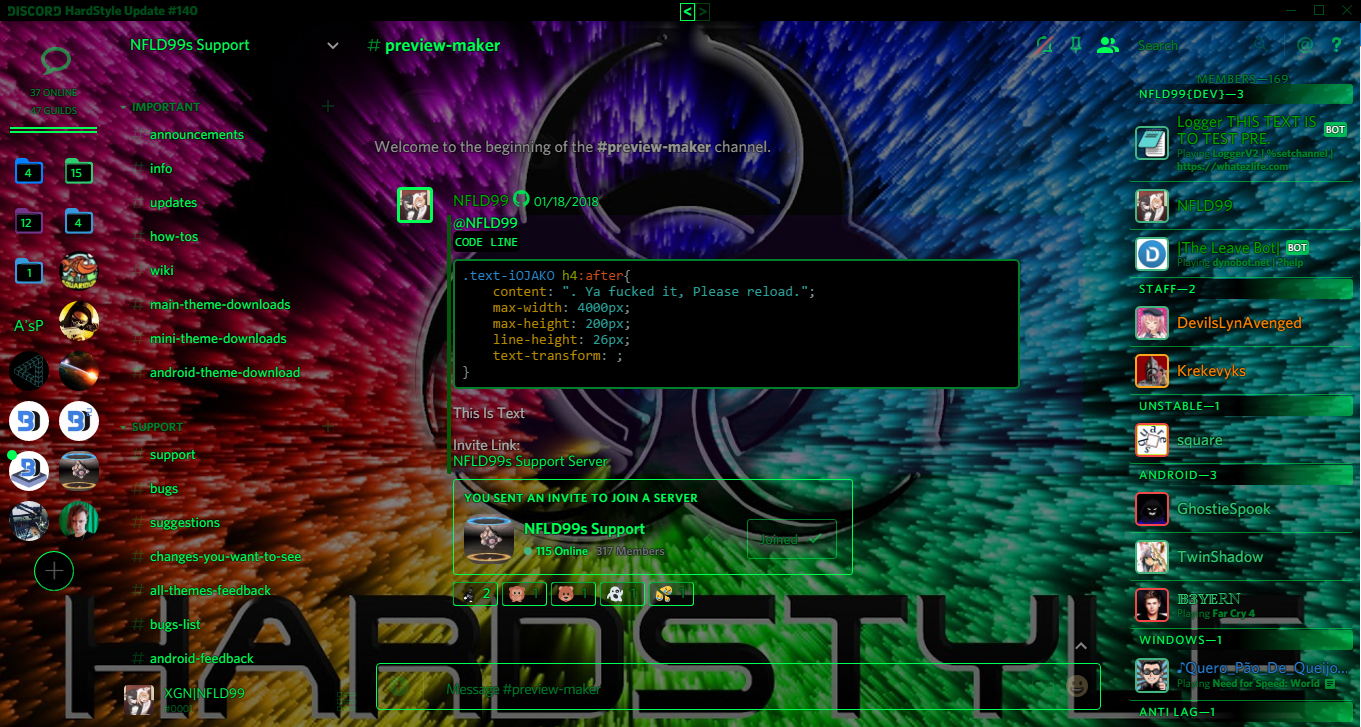 DISCORD HardStyle Update #140
< >
37 ONLINE
47 GUILDS
4
15
12
4
1
A'sP
NFLD99s Support
IMPORTANT
# announcements
# info
# updates
# how-tos
# wiki
# main-theme-downloads
# mini-theme-downloads
# android-theme-download
SUPPORT
# support
# bugs
# suggestions
# changes-you-want-to-see
# all-themes-feedback
# bugs-list
# android-feedback
XGN|NFLD99
#0001
# preview-maker
Search
Welcome to the beginning of the #preview-maker channel.
NFLD99 01/18/2018
@NFLD99
CODE LINE
.text-iOJAKO h4:after{
content: ". Ya fucked it, Please reload.";
max-width: 4000px;
max-height: 200px;
line-height: 26px;
text-transform: ;
}
This Is Text
Invite Link:
NFLD99s Support Server
YOU SENT AN INVITE TO JOIN A SERVER
NFLD99s Support
115 Online 317 Members
Joined
2 1 1 1 1
HARDSTYLE
Message #preview-maker
MEMBERS—169
NFLD99{DEV}—3
Logger THIS TEXT IS
TO TEST PRE. BOT
Playing LoggerV2 | %setchannel |
https://whatezlife.com
NFLD99
|The Leave Bot| BOT
Playing dynobot.net | ?help
STAFF—2
DevilsLynAvenged
Krekevyks
UNSTABLE—1
square
ANDROID—3
GhostieSpook
TwinShadow
B3YERN
Playing Far Cry 4
WINDOWS—1
♪Quero_Pão_De_Queijo...
Playing Need for Speed: World
ANTI LAG—1